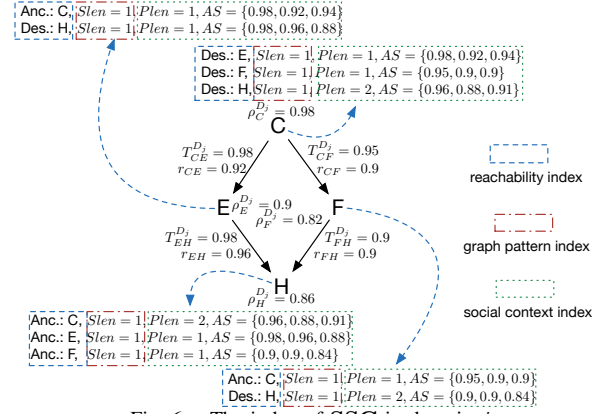 Anc.: C, Slen = 1, Plen = 1, AS = {0.98, 0.92, 0.94}
Des.: H, Slen = 1, Plen = 1, AS = {0.98, 0.96, 0.88}
Des.: E, Slen = 1, Plen = 1, AS = {0.98, 0.92, 0.94}
Des.: F, Slen = 1, Plen = 1, AS = {0.95, 0.9, 0.9}
Des.: H, Slen = 1, Plen = 2, AS = {0.96, 0.88, 0.91}
ρ_C^{D_j} = 0.98
C
T_{CE}^{D_j} = 0.98
r_{CE} = 0.92
T_{CF}^{D_j} = 0.95
r_{CF} = 0.9
reachability index
E ρ_E^{D_j} = 0.9
ρ_F^{D_j} = 0.82 F
T_{EH}^{D_j} = 0.98
r_{EH} = 0.96
T_{FH}^{D_j} = 0.9
r_{FH} = 0.9
graph pattern index
H
ρ_H^{D_j} = 0.86
social context index
Anc.: C, Slen = 1, Plen = 2, AS = {0.96, 0.88, 0.91}
Anc.: E, Slen = 1, Plen = 1, AS = {0.98, 0.96, 0.88}
Anc.: F, Slen = 1, Plen = 1, AS = {0.9, 0.9, 0.84}
Anc.: C, Slen = 1, Plen = 1, AS = {0.95, 0.9, 0.9}
Des.: H, Slen = 1, Plen = 2, AS = {0.9, 0.9, 0.84}